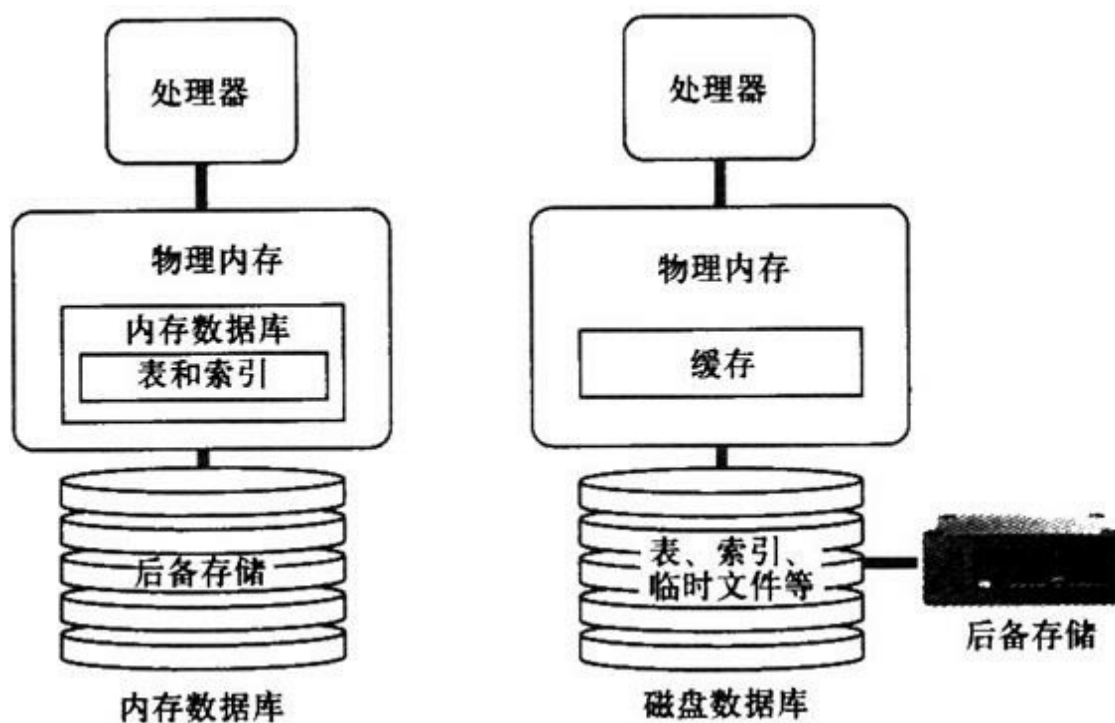 处理器
物理内存
内存数据库
表和索引
后备存储
内存数据库
处理器
物理内存
缓存
表、索引、
临时文件等
后备存储
磁盘数据库